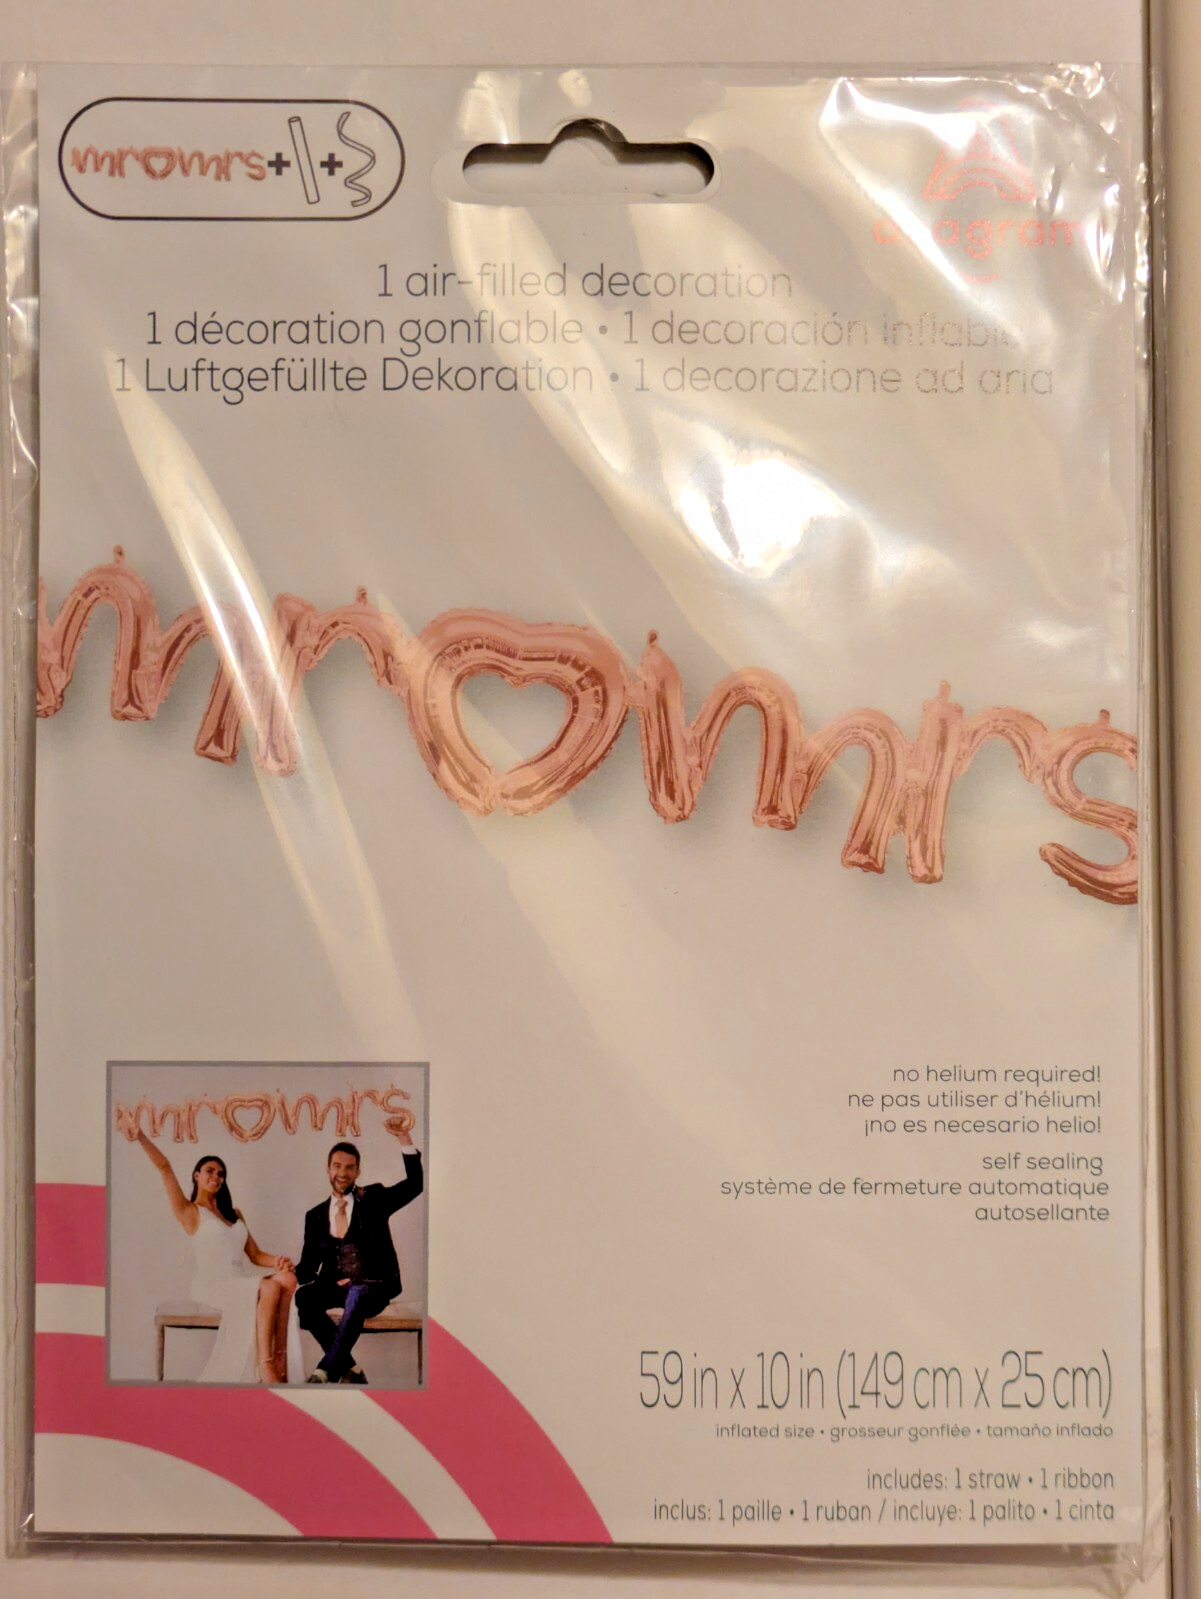 mr♡mrs++
anagram
1 air-filled decoration
1 décoration gonflable • 1 decoración inflable
1 Luftgefüllte Dekoration • 1 decorazione ad aria
mr♡mrs
mr♡mrs
no helium required!
ne pas utiliser d'hélium!
¡no es necesario helio!
self sealing
système de fermeture automatique
autosellante
59 in x 10 in (149 cm x 25 cm)
inflated size • grosseur gonflée • tamaño inflado
includes: 1 straw • 1 ribbon
inclus: 1 paille • 1 ruban / incluye: 1 palito • 1 cinta